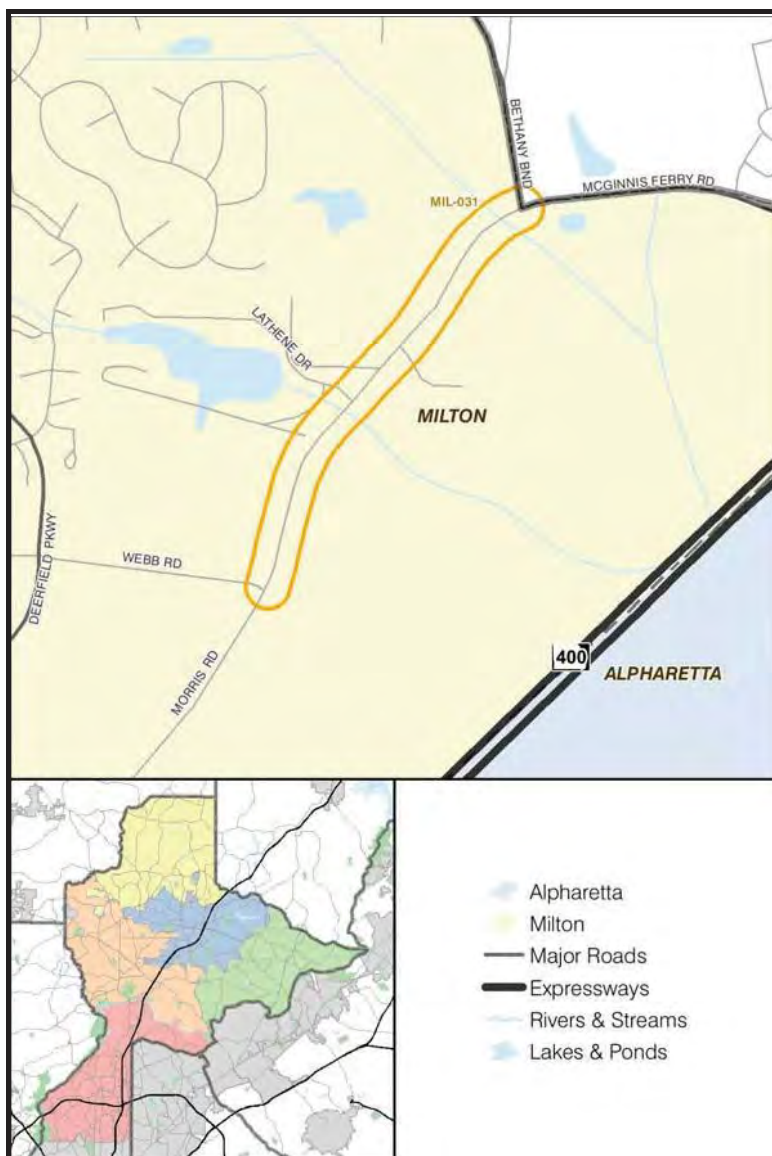 BETHANY BND
MCGINNIS FERRY RD
MIL-031
LATHENE DR
MILTON
DEERFIELD PKWY
WEBB RD
MORRIS RD
400
ALPHARETTA
Alpharetta
Milton
Major Roads
Expressways
Rivers & Streams
Lakes & Ponds